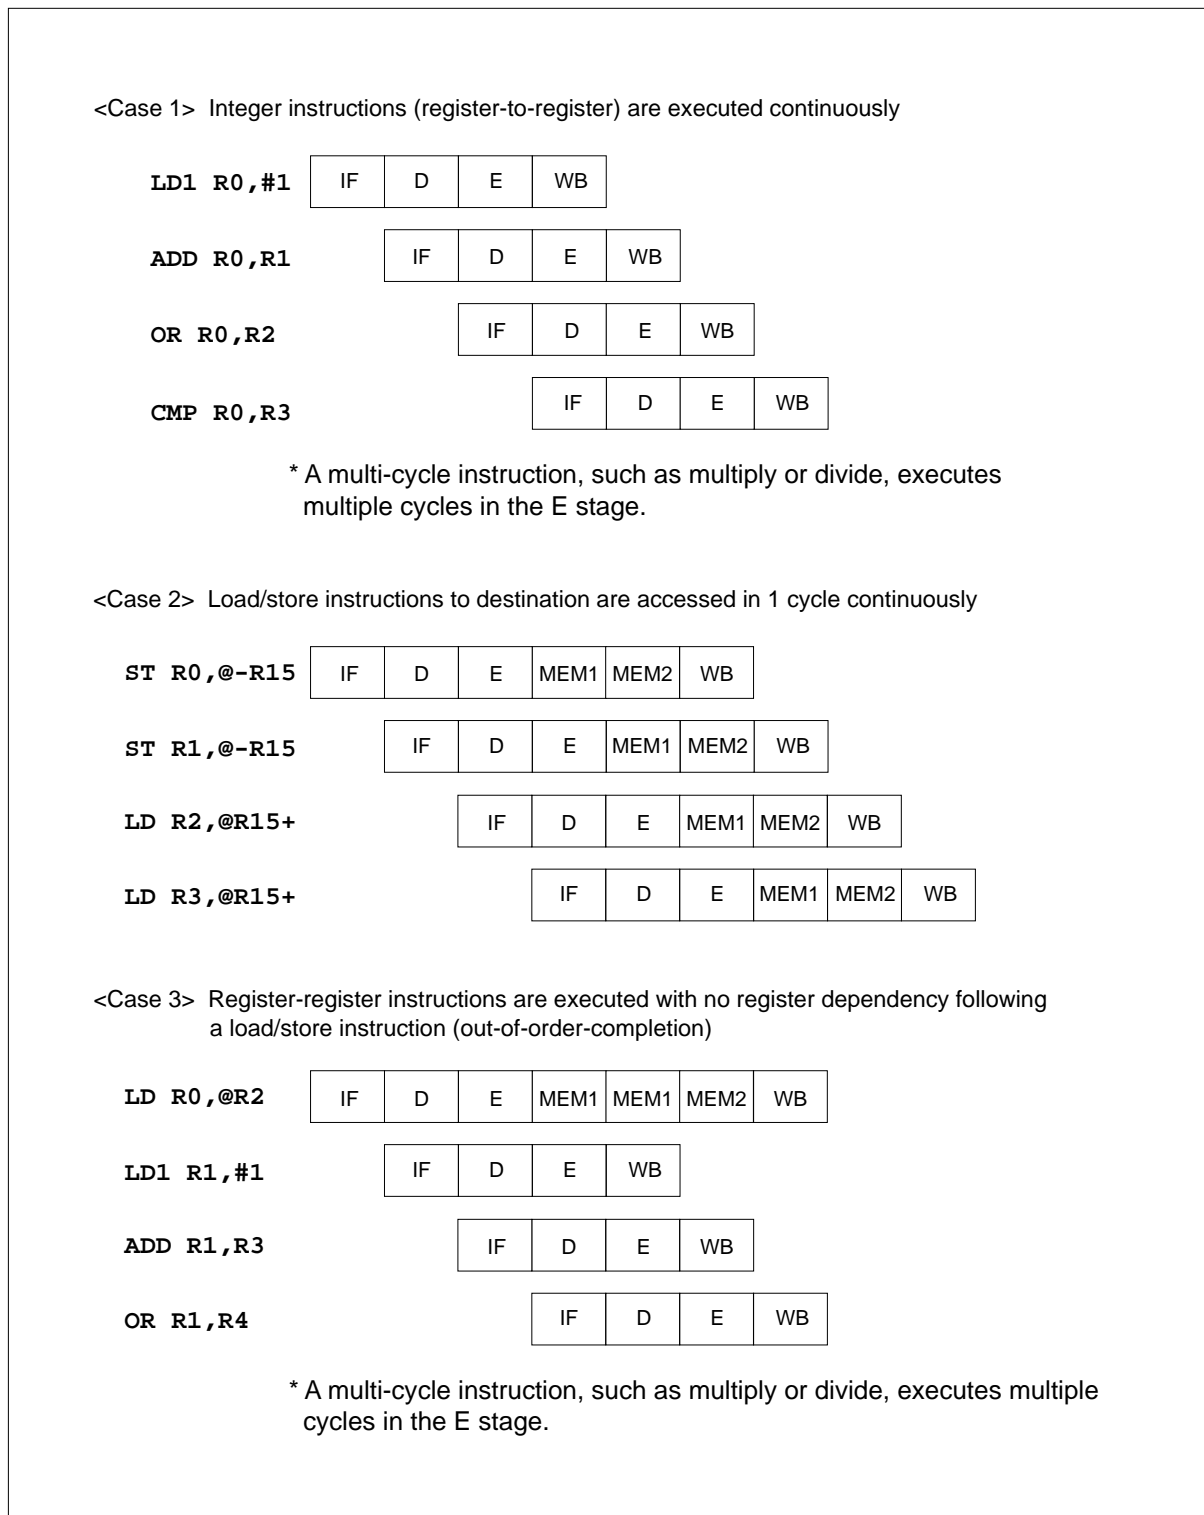 <Case 1> Integer instructions (register-to-register) are executed continuously
LD1 R0,#1 IF D E WB
ADD R0,R1 IF D E WB
OR R0,R2 IF D E WB
CMP R0,R3 IF D E WB
* A multi-cycle instruction, such as multiply or divide, executes
multiple cycles in the E stage.
<Case 2> Load/store instructions to destination are accessed in 1 cycle continuously
ST R0,@-R15 IF D E MEM1 MEM2 WB
ST R1,@-R15 IF D E MEM1 MEM2 WB
LD R2,@R15+ IF D E MEM1 MEM2 WB
LD R3,@R15+ IF D E MEM1 MEM2 WB
<Case 3> Register-register instructions are executed with no register dependency following
a load/store instruction (out-of-order-completion)
LD R0,@R2 IF D E MEM1 MEM1 MEM2 WB
LD1 R1,#1 IF D E WB
ADD R1,R3 IF D E WB
OR R1,R4 IF D E WB
* A multi-cycle instruction, such as multiply or divide, executes multiple
cycles in the E stage.